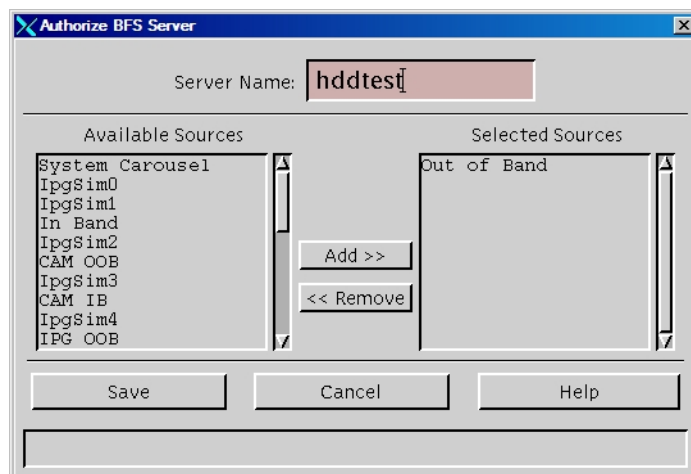 Authorize BFS Server
Server Name: hddtest
Available Sources
System Carousel
IpgSim0
IpgSim1
In Band
IpgSim2
CAM OOB
IpgSim3
CAM IB
IpgSim4
IPG OOB
Add >>
<< Remove
Selected Sources
Out of Band
Save Cancel Help